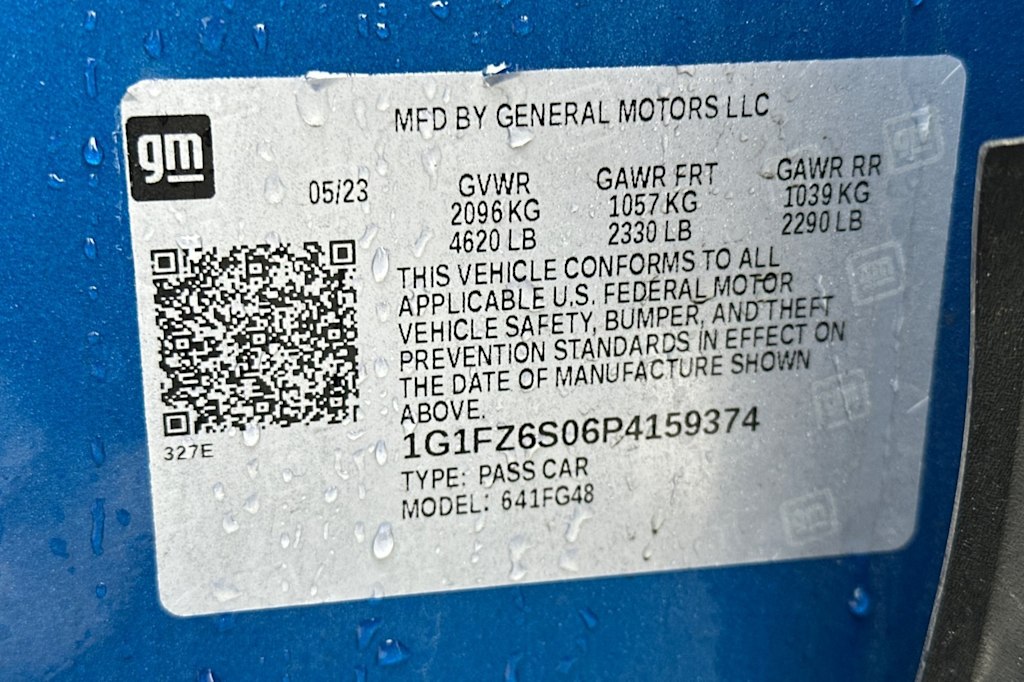 gm
MFD BY GENERAL MOTORS LLC
05/23
GVWR
2096 KG
4620 LB
GAWR FRT
1057 KG
2330 LB
GAWR RR
1039 KG
2290 LB
THIS VEHICLE CONFORMS TO ALL
APPLICABLE U.S. FEDERAL MOTOR
VEHICLE SAFETY, BUMPER, AND THEFT
PREVENTION STANDARDS IN EFFECT ON
THE DATE OF MANUFACTURE SHOWN
ABOVE.
327E
1G1FZ6S06P4159374
TYPE: PASS CAR
MODEL: 641FG48